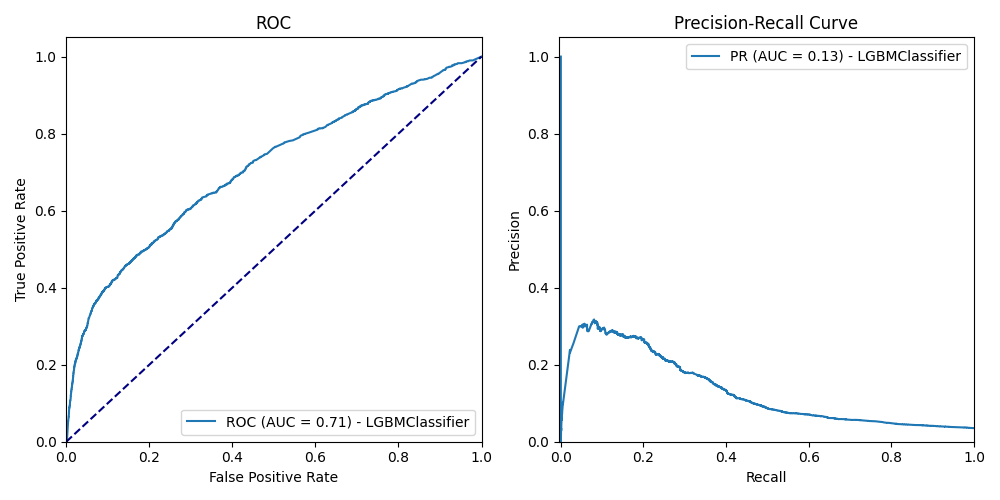 ROC
True Positive Rate
1.0
0.8
0.6
0.4
0.2
0.0
ROC (AUC = 0.71) - LGBMClassifier
0.0 0.2 0.4 0.6 0.8 1.0
False Positive Rate
Precision-Recall Curve
PR (AUC = 0.13) - LGBMClassifier
Precision
1.0
0.8
0.6
0.4
0.2
0.0
0.0 0.2 0.4 0.6 0.8 1.0
Recall